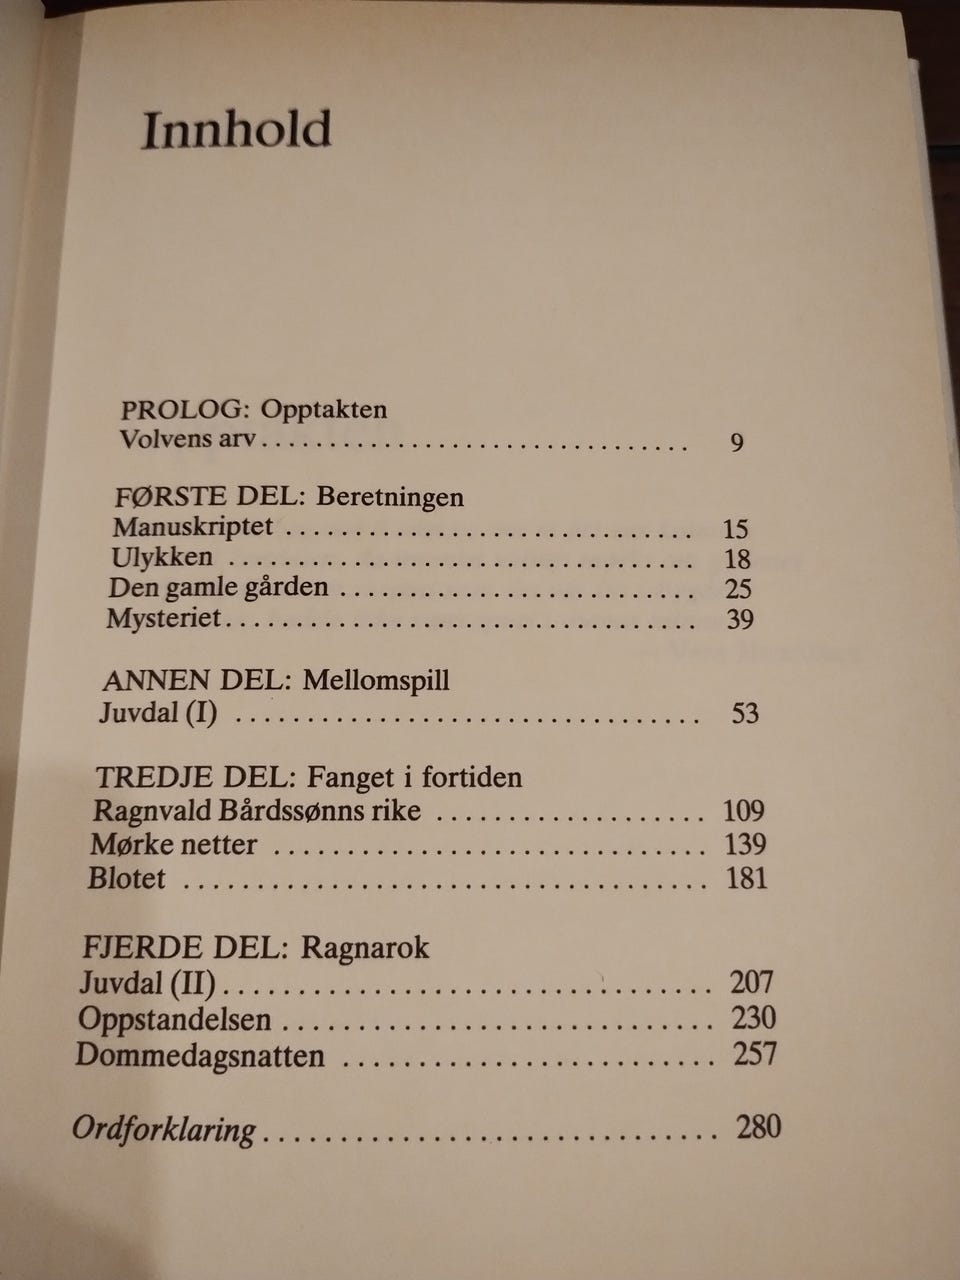 Innhold
PROLOG: Opptakten
Volvens arv................................ 9
FØRSTE DEL: Beretningen
Manuskriptet .............................. 15
Ulykken .................................. 18
Den gamle gården .......................... 25
Mysteriet.................................. 39
ANNEN DEL: Mellomspill
Juvdal (I) ................................. 53
TREDJE DEL: Fanget i fortiden
Ragnvald Bårdssønns rike ................... 109
Mørke netter .............................. 139
Blotet .................................... 181
FJERDE DEL: Ragnarok
Juvdal (II)................................. 207
Oppstandelsen ............................. 230
Dommedagsnatten ......................... 257
Ordforklaring............................... 280